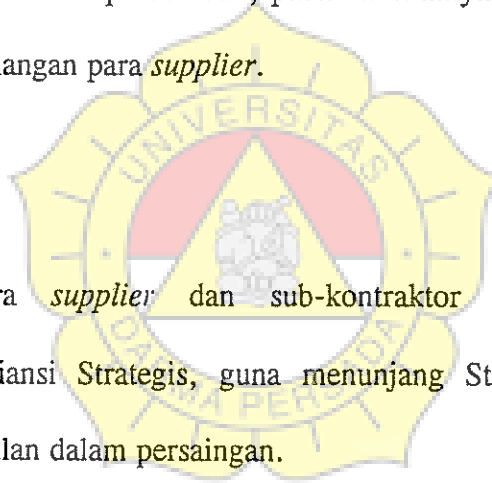 angan para supplier.
UNIVERSITAS
ra supplier dan sub-kontraktor
iansi Strategis, guna menunjang St
DARMA PERSADA
lan dalam persaingan.